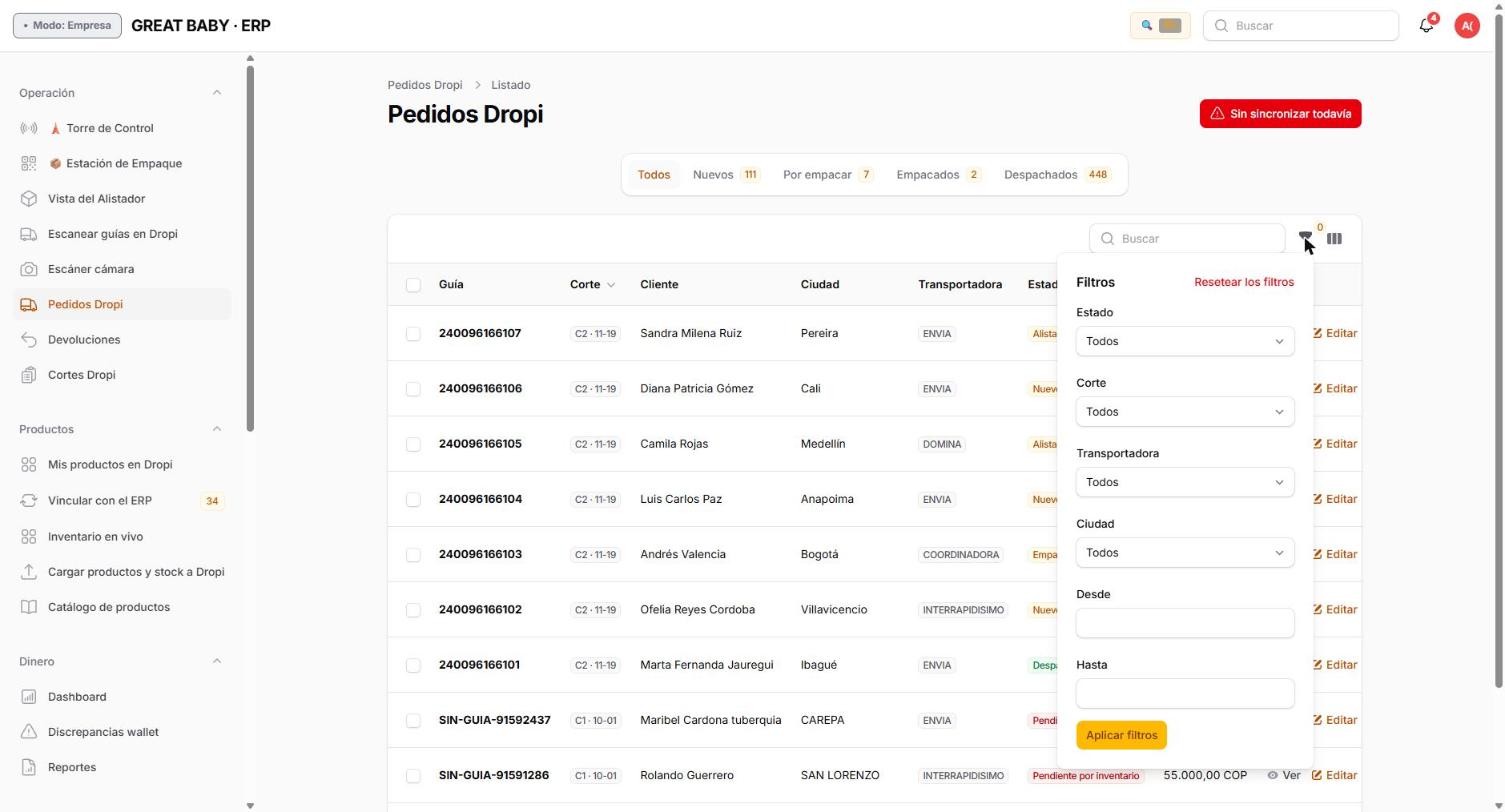 • Modo: Empresa
GREAT BABY · ERP
Buscar
4
A(
Operación
Torre de Control
Estación de Empaque
Vista del Alistador
Escanear guías en Dropi
Escáner cámara
Pedidos Dropi
Devoluciones
Cortes Dropi
Productos
Mis productos en Dropi
Vincular con el ERP 34
Inventario en vivo
Cargar productos y stock a Dropi
Catálogo de productos
Dinero
Dashboard
Discrepancias wallet
Reportes
Pedidos Dropi > Listado
Pedidos Dropi
Sin sincronizar todavía
Todos Nuevos 111 Por empacar 7 Empacados 2 Despachados 448
Buscar
0
Guía Corte Cliente Ciudad Transportadora Estad
240096166107 C2 · 11-19 Sandra Milena Ruiz Pereira ENVIA Alista Editar
240096166106 C2 · 11-19 Diana Patricia Gómez Cali ENVIA Nuev Editar
240096166105 C2 · 11-19 Camila Rojas Medellín DOMINA Alista Editar
240096166104 C2 · 11-19 Luis Carlos Paz Anapoima ENVIA Nuev Editar
240096166103 C2 · 11-19 Andrés Valencia Bogotá COORDINADORA Empa Editar
240096166102 C2 · 11-19 Ofelia Reyes Cordoba Villavicencio INTERRAPIDISIMO Nuev Editar
240096166101 C2 · 11-19 Marta Fernanda Jauregui Ibagué ENVIA Desp Editar
SIN-GUIA-91592437 C1 · 10-01 Maribel Cardona tuberquia CAREPA ENVIA Pendi Editar
SIN-GUIA-91591286 C1 · 10-01 Rolando Guerrero SAN LORENZO INTERRAPIDISIMO Pendiente por inventario 55.000,00 COP Ver Editar
Filtros Resetear los filtros
Estado
Todos
Corte
Todos
Transportadora
Todos
Ciudad
Todos
Desde
Hasta
Aplicar filtros